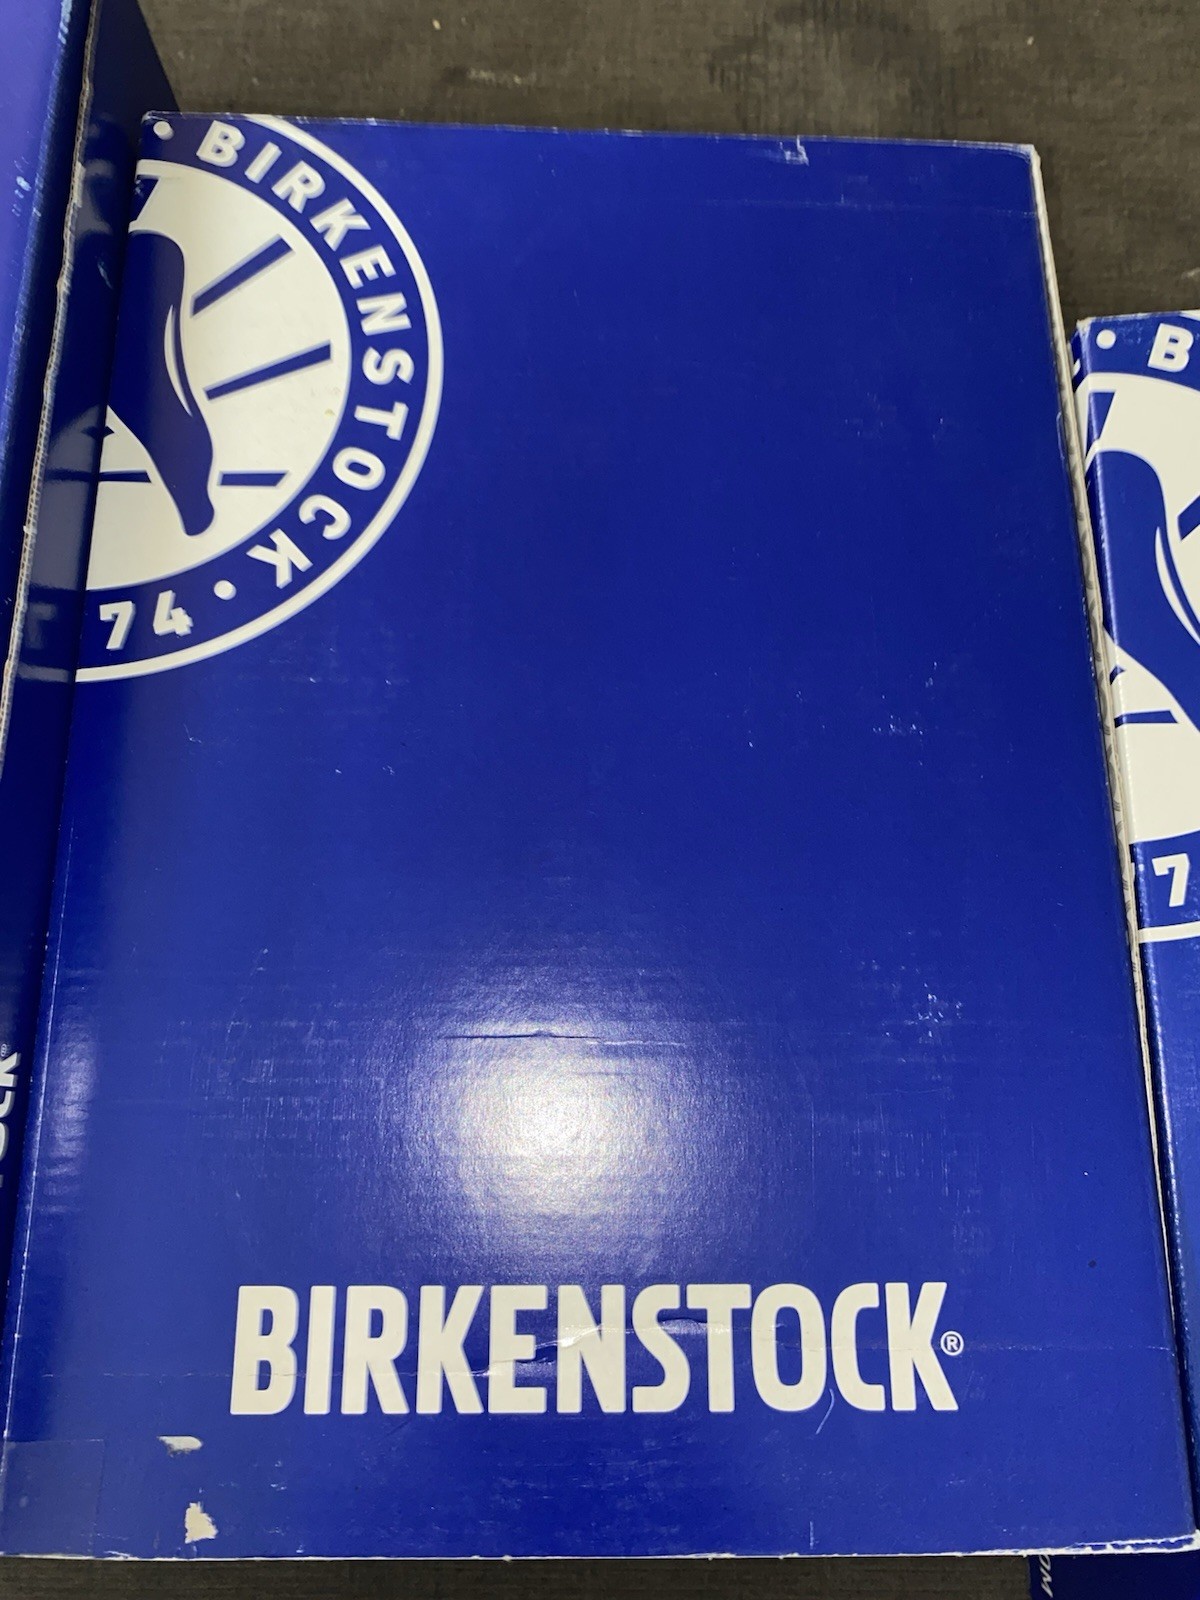 • BIRKENSTOCK • 74
BIRKENSTOCK®
• B
7